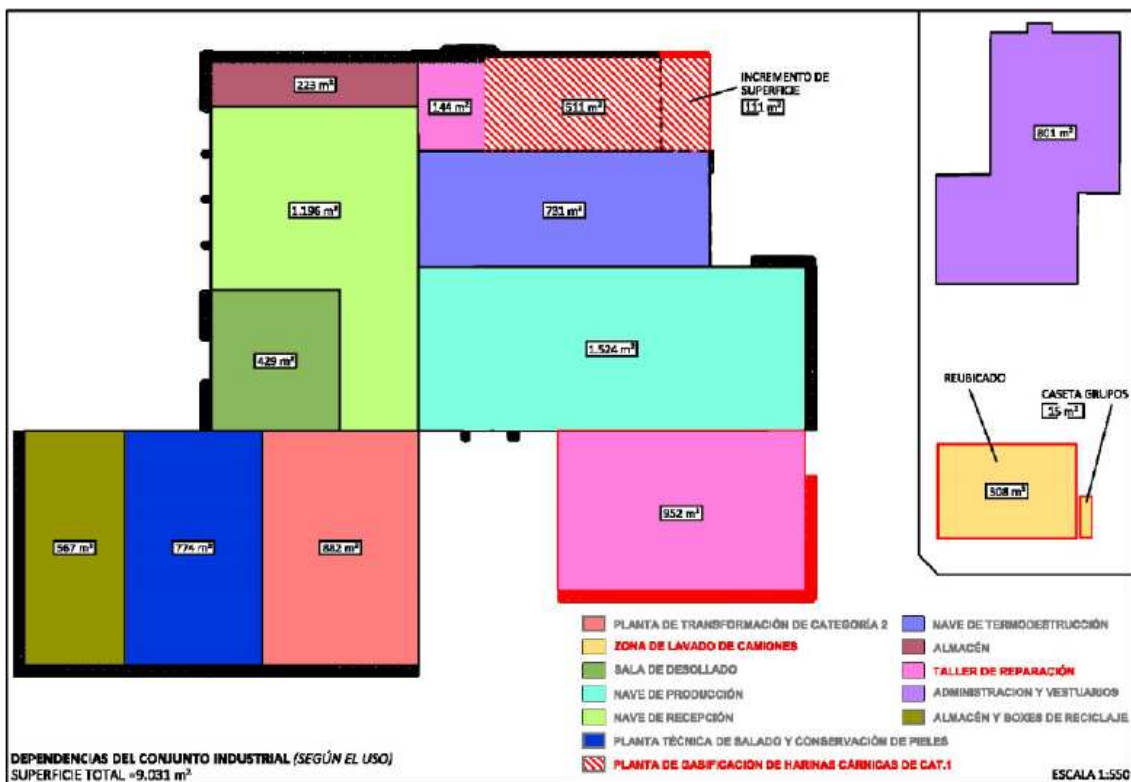 INCREMENTO DE
SUPERFICIE
111 m²
223 m²
144 m²
511 m²
801 m²
1.196 m²
731 m²
429 m²
1.524 m²
REUBICADO
CASETA GRUPOS
15 m²
308 m²
952 m²
567 m²
774 m²
882 m²
PLANTA DE TRANSFORMACIÓN DE CATEGORÍA 2
ZONA DE LAVADO DE CAMIONES
SALA DE DESOLLADO
NAVE DE PRODUCCIÓN
NAVE DE RECEPCIÓN
PLANTA TÉCNICA DE SALADO Y CONSERVACIÓN DE PIELES
PLANTA DE GASIFICACIÓN DE HARINAS CÁRNICAS DE CAT.1
NAVE DE TERMODESTRUCCIÓN
ALMACÉN
TALLER DE REPARACIÓN
ADMINISTRACION Y VESTUARIOS
ALMACÉN Y BOXES DE RECICLAJE
DEPENDENCIAS DEL CONJUNTO INDUSTRIAL (SEGÚN EL USO)
SUPERFICIE TOTAL =9.031 m²
ESCALA 1:550